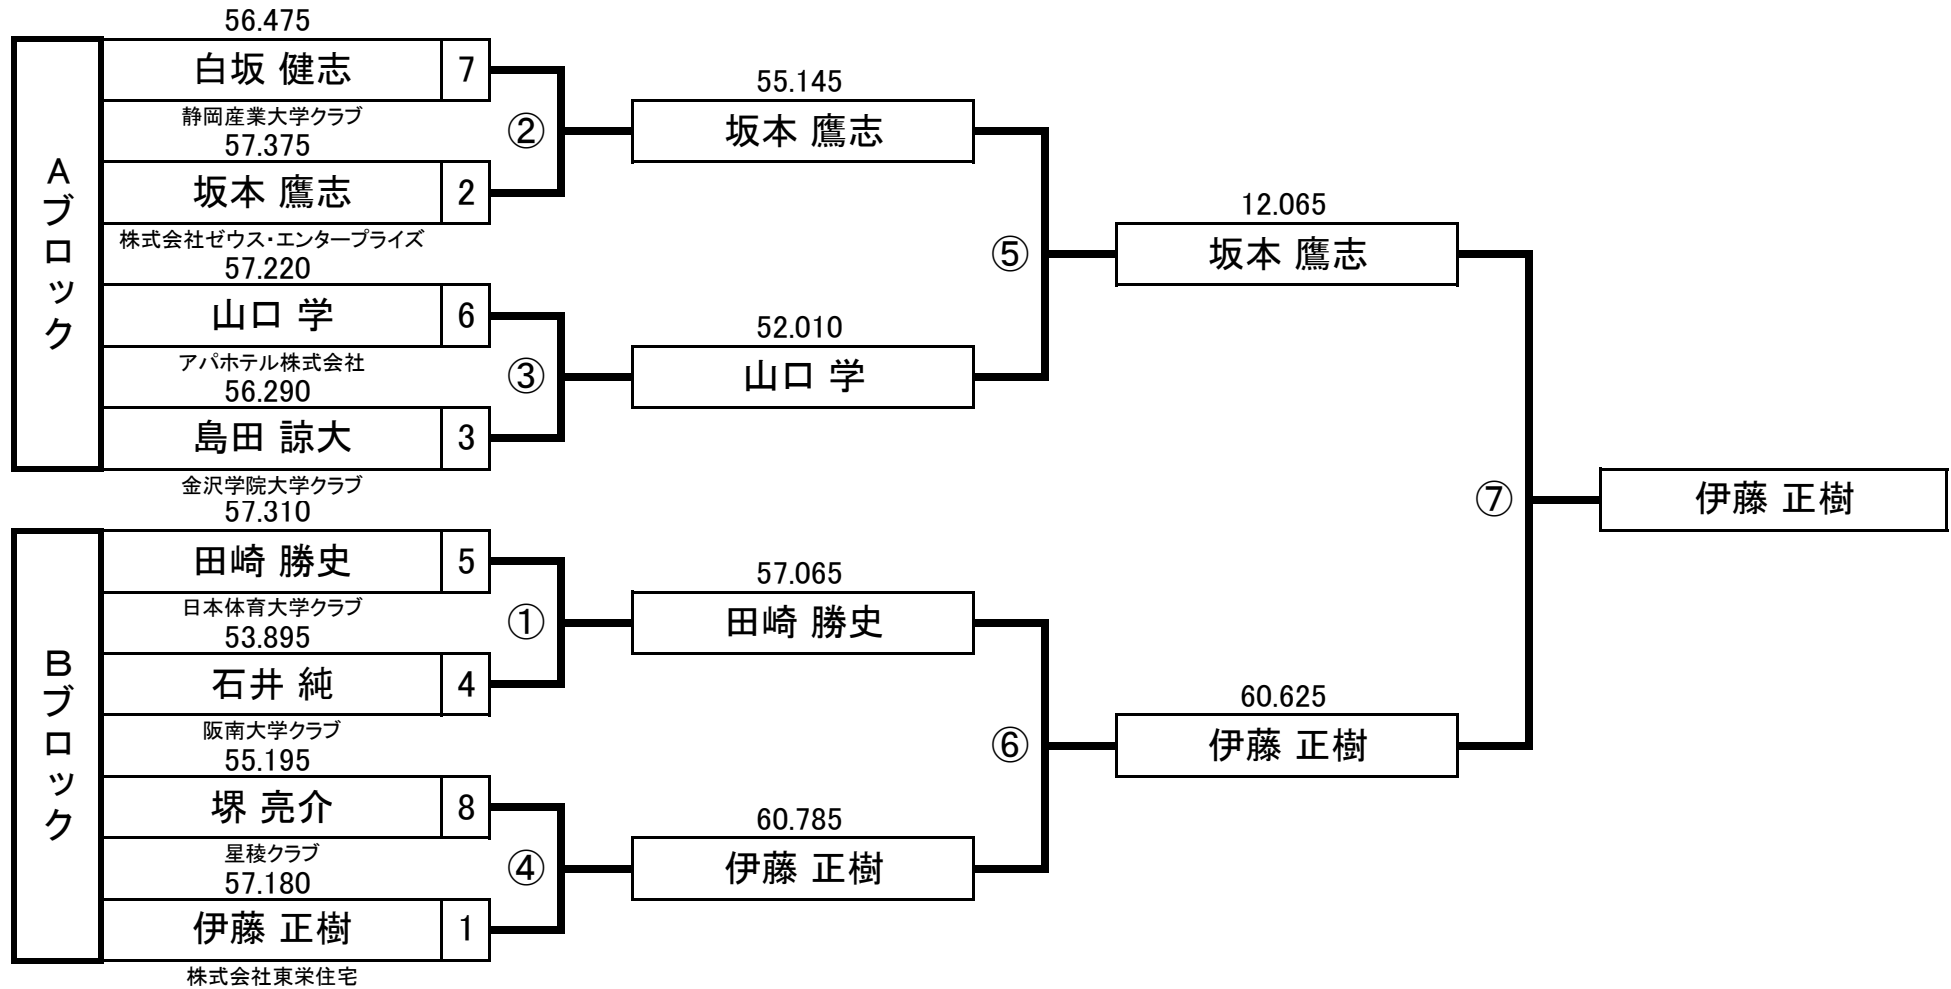 Aブロック
56.475
白坂 健志 7
静岡産業大学クラブ
57.375
坂本 鷹志 2
株式会社ゼウス・エンタープライズ
②
57.220
山口 学 6
アパホテル株式会社
56.290
島田 諒大 3
金沢学院大学クラブ
③
Bブロック
57.310
田崎 勝史 5
日本体育大学クラブ
53.895
石井 純 4
阪南大学クラブ
①
55.195
堺 亮介 8
星稜クラブ
57.180
伊藤 正樹 1
株式会社東栄住宅
④
55.145
坂本 鷹志
52.010
山口 学
⑤
57.065
田崎 勝史
60.785
伊藤 正樹
⑥
12.065
坂本 鷹志
60.625
伊藤 正樹
⑦
伊藤 正樹